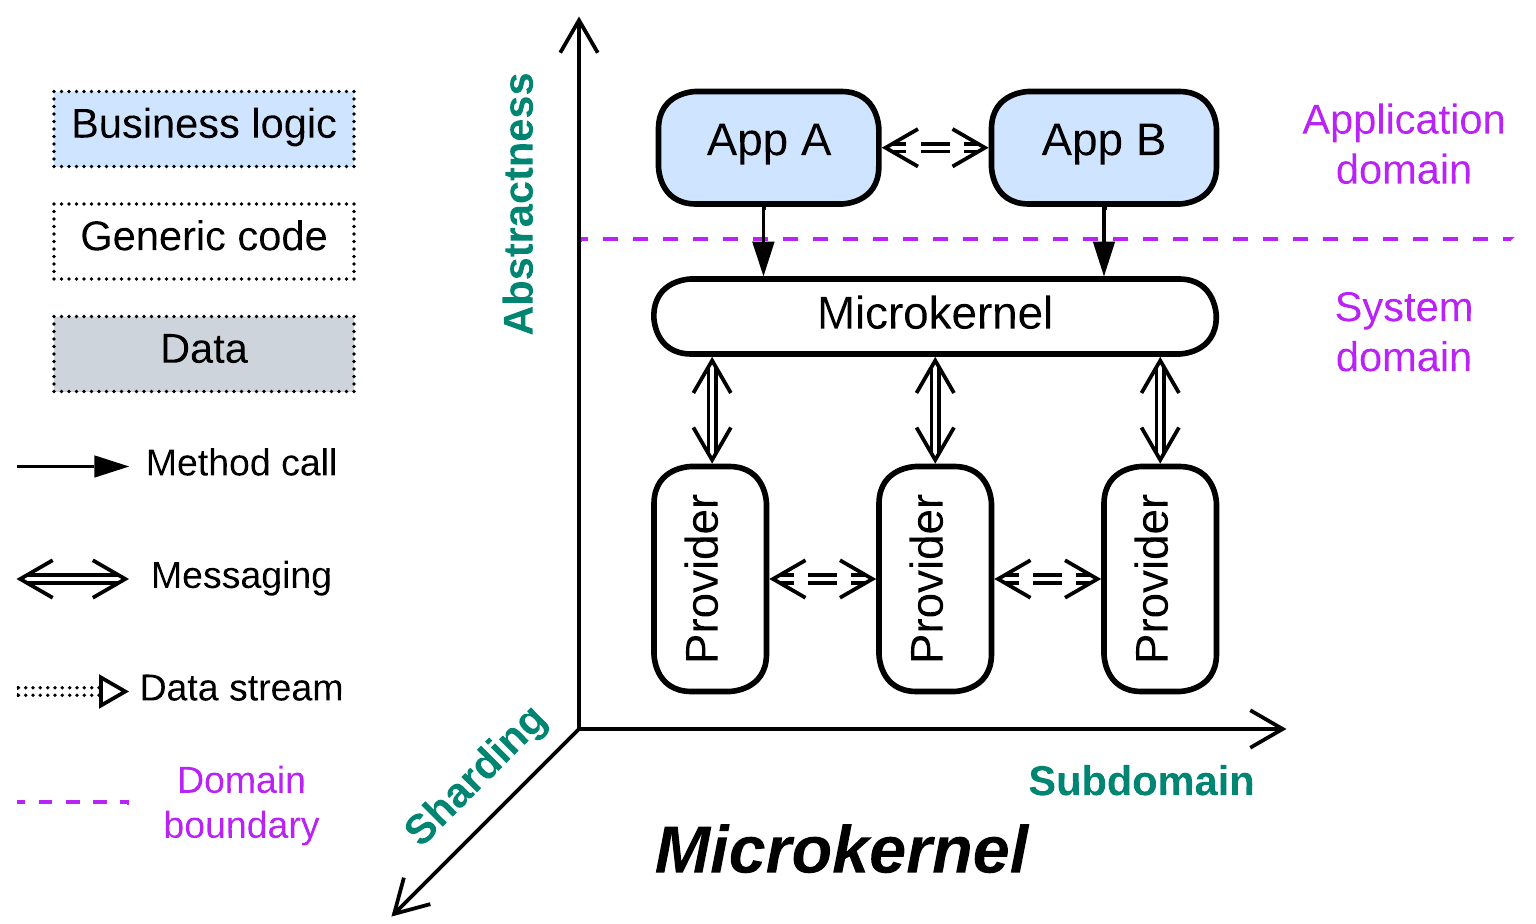 Business logic
Generic code
Data
Method call
Messaging
Data stream
Domain
boundary
Abstractness
Sharding
Subdomain
App A
App B
Application
domain
Microkernel
System
domain
Provider
Provider
Provider
Microkernel